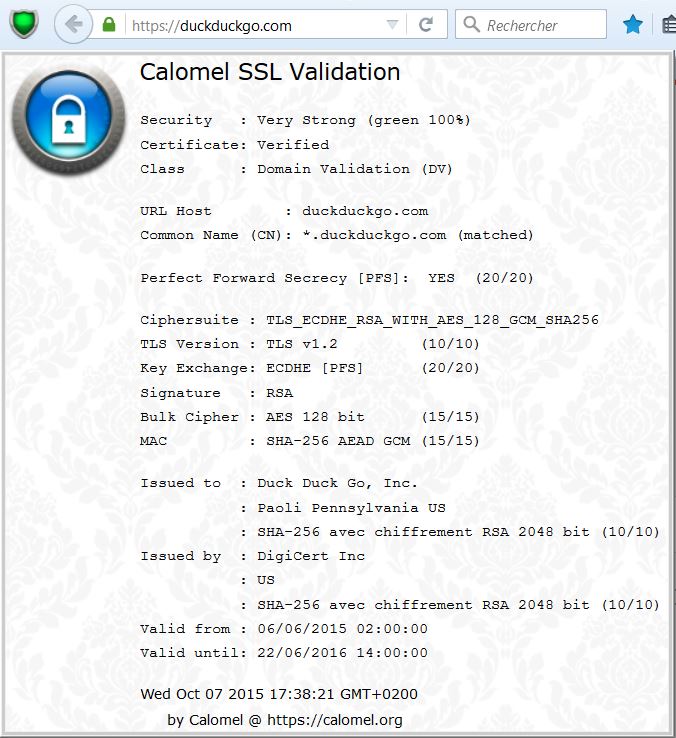 https://duckduckgo.com
Rechercher
Calomel SSL Validation
Security   : Very Strong (green 100%)
Certificate: Verified
Class      : Domain Validation (DV)
URL Host        : duckduckgo.com
Common Name (CN): *.duckduckgo.com (matched)
Perfect Forward Secrecy [PFS]:  YES  (20/20)
Ciphersuite : TLS_ECDHE_RSA_WITH_AES_128_GCM_SHA256
TLS Version : TLS v1.2         (10/10)
Key Exchange: ECDHE [PFS]      (20/20)
Signature   : RSA
Bulk Cipher : AES 128 bit      (15/15)
MAC         : SHA-256 AEAD GCM (15/15)
Issued to  : Duck Duck Go, Inc.
           : Paoli Pennsylvania US
           : SHA-256 avec chiffrement RSA 2048 bit (10/10)
Issued by  : DigiCert Inc
           : US
           : SHA-256 avec chiffrement RSA 2048 bit (10/10)
Valid from : 06/06/2015 02:00:00
Valid until: 22/06/2016 14:00:00
Wed Oct 07 2015 17:38:21 GMT+0200
by Calomel @ https://calomel.org